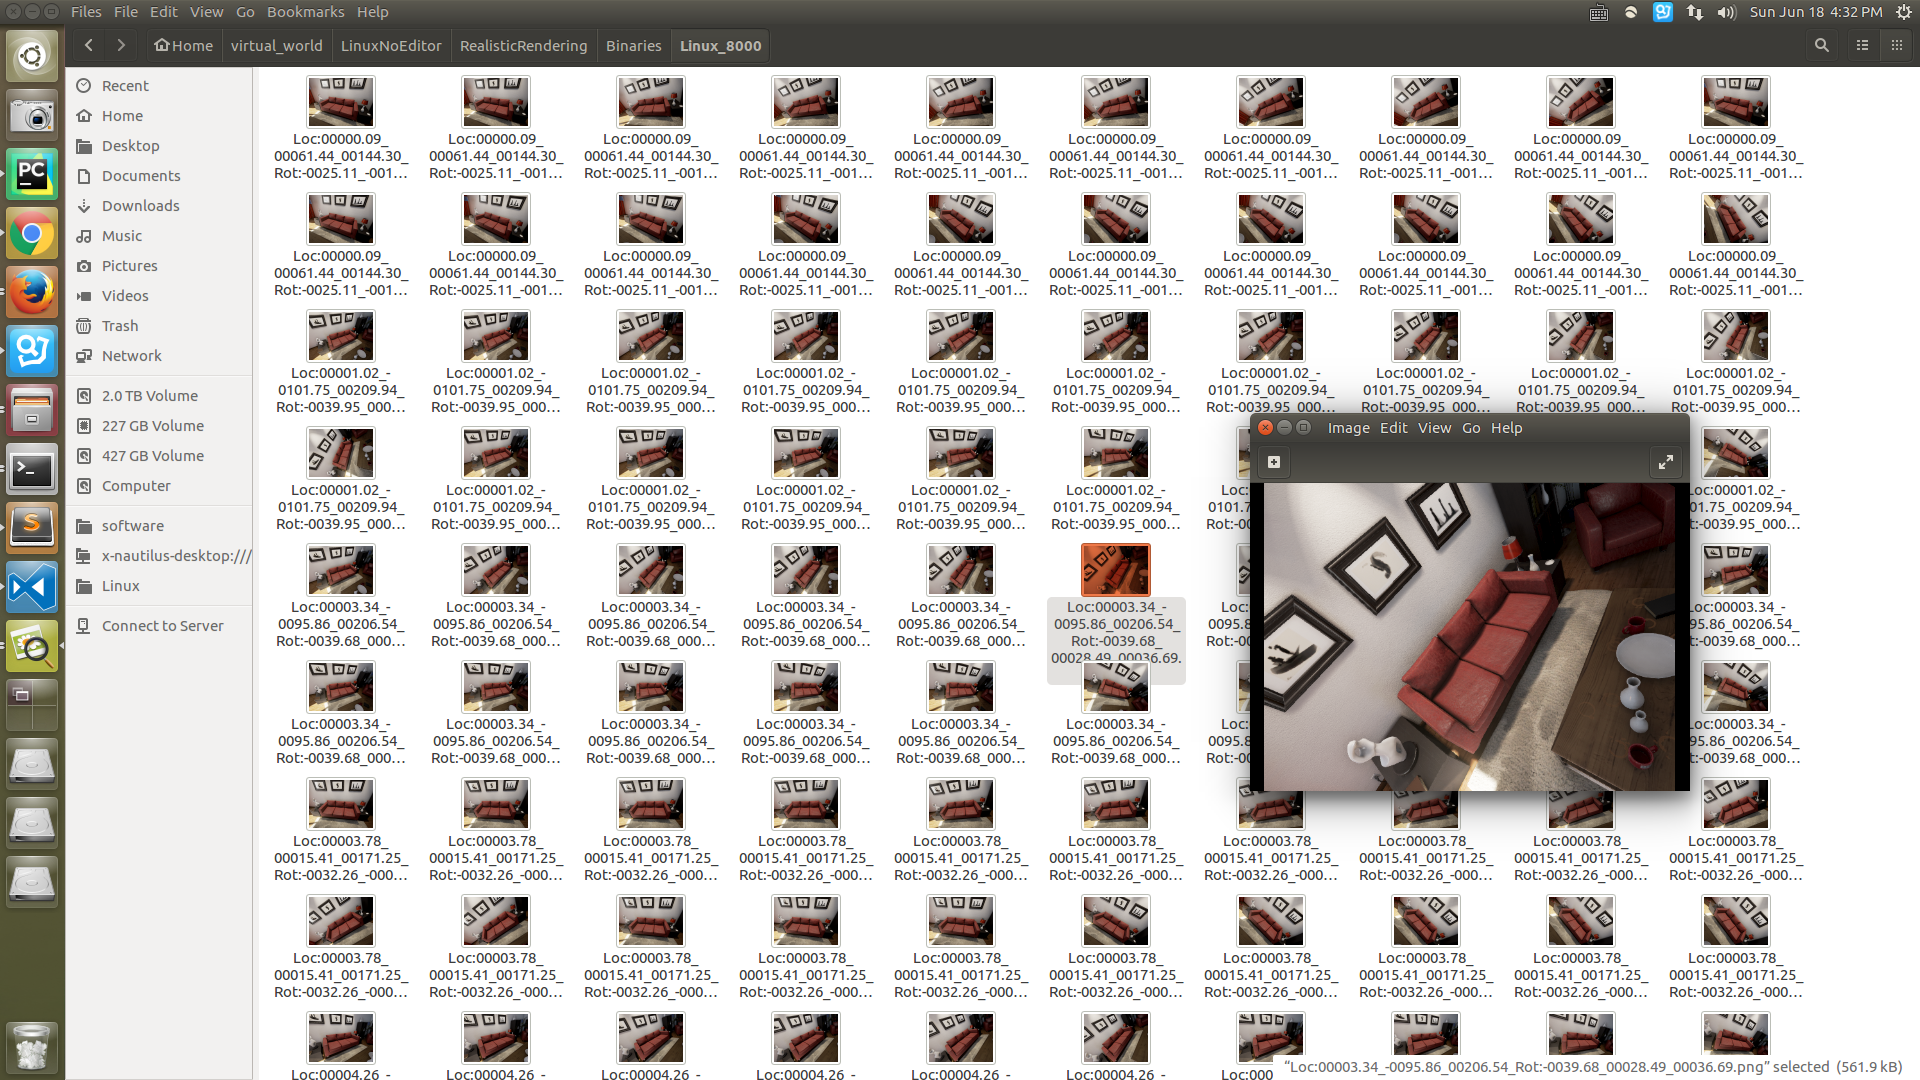 Files File Edit View Go Bookmarks Help
Sun Jun 18 4:32 PM
Home virtual_world LinuxNoEditor RealisticRendering Binaries Linux_8000
Recent
Home
Desktop
Documents
Downloads
Music
Pictures
Videos
Trash
Network
2.0 TB Volume
227 GB Volume
427 GB Volume
Computer
software
x-nautilus-desktop:///
Linux
Connect to Server
PC
S
Loc:00000.09_ Loc:00000.09_ Loc:00000.09_ Loc:00000.09_ Loc:00000.09_ Loc:00000.09_ Loc:00000.09_ Loc:00000.09_ Loc:00000.09_ Loc:00000.09_
00061.44_00144.30_ 00061.44_00144.30_ 00061.44_00144.30_ 00061.44_00144.30_ 00061.44_00144.30_ 00061.44_00144.30_ 00061.44_00144.30_ 00061.44_00144.30_ 00061.44_00144.30_ 00061.44_00144.30_
Rot:-0025.11_-001... Rot:-0025.11_-001... Rot:-0025.11_-001... Rot:-0025.11_-001... Rot:-0025.11_-001... Rot:-0025.11_-001... Rot:-0025.11_-001... Rot:-0025.11_-001... Rot:-0025.11_-001... Rot:-0025.11_-001...
Loc:00000.09_ Loc:00000.09_ Loc:00000.09_ Loc:00000.09_ Loc:00000.09_ Loc:00000.09_ Loc:00000.09_ Loc:00000.09_ Loc:00000.09_ Loc:00000.09_
00061.44_00144.30_ 00061.44_00144.30_ 00061.44_00144.30_ 00061.44_00144.30_ 00061.44_00144.30_ 00061.44_00144.30_ 00061.44_00144.30_ 00061.44_00144.30_ 00061.44_00144.30_ 00061.44_00144.30_
Rot:-0025.11_-001... Rot:-0025.11_-001... Rot:-0025.11_-001... Rot:-0025.11_-001... Rot:-0025.11_-001... Rot:-0025.11_-001... Rot:-0025.11_-001... Rot:-0025.11_-001... Rot:-0025.11_-001... Rot:-0025.11_-001...
Loc:00001.02_- Loc:00001.02_- Loc:00001.02_- Loc:00001.02_- Loc:00001.02_- Loc:00001.02_- Loc:00001.02_- Loc:00001.02_- Loc:00001.02_- Loc:00001.02_-
0101.75_00209.94_ 0101.75_00209.94_ 0101.75_00209.94_ 0101.75_00209.94_ 0101.75_00209.94_ 0101.75_00209.94_ 0101.75_00209.94_ 0101.75_00209.94_ 0101.75_00209.94_ 0101.75_00209.94_
Rot:-0039.95_000... Rot:-0039.95_000... Rot:-0039.95_000... Rot:-0039.95_000... Rot:-0039.95_000... Rot:-0039.95_000... Rot:-0039.95_000... Rot:-0039.95_000... Rot:-0039.95_000... Rot:-0039.95_000...
Image Edit View Go Help
Loc:00001.02_- Loc:00001.02_- Loc:00001.02_- Loc:00001.02_- Loc:00001.02_- Loc:00001.02_-
0101.75_00209.94_ 0101.75_00209.94_ 0101.75_00209.94_ 0101.75_00209.94_ 0101.75_00209.94_ 0101.75_00209.94_
Rot:-0039.95_000... Rot:-0039.95_000... Rot:-0039.95_000... Rot:-0039.95_000... Rot:-0039.95_000... Rot:-0039.95_000...
Loc:00003.34_- Loc:00003.34_- Loc:00003.34_- Loc:00003.34_- Loc:00003.34_- Loc:00003.34_-
0095.86_00206.54_ 0095.86_00206.54_ 0095.86_00206.54_ 0095.86_00206.54_ 0095.86_00206.54_ 0095.86_00206.54_
Rot:-0039.68_000... Rot:-0039.68_000... Rot:-0039.68_000... Rot:-0039.68_000... Rot:-0039.68_000... Rot:-0039.68_
00028.49_00036.69.
Loc:00003.34_- Loc:00003.34_- Loc:00003.34_- Loc:00003.34_- Loc:00003.34_- Loc:00003.34_-
0095.86_00206.54_ 0095.86_00206.54_ 0095.86_00206.54_ 0095.86_00206.54_ 0095.86_00206.54_ 0095.86_00206.54_
Rot:-0039.68_000... Rot:-0039.68_000... Rot:-0039.68_000... Rot:-0039.68_000... Rot:-0039.68_000... Rot:-0039.68_000...
Loc:00003.78_ Loc:00003.78_ Loc:00003.78_ Loc:00003.78_ Loc:00003.78_ Loc:00003.78_ Loc:00003.78_ Loc:00003.78_ Loc:00003.78_ Loc:00003.78_
00015.41_00171.25_ 00015.41_00171.25_ 00015.41_00171.25_ 00015.41_00171.25_ 00015.41_00171.25_ 00015.41_00171.25_ 00015.41_00171.25_ 00015.41_00171.25_ 00015.41_00171.25_ 00015.41_00171.25_
Rot:-0032.26_-000... Rot:-0032.26_-000... Rot:-0032.26_-000... Rot:-0032.26_-000... Rot:-0032.26_-000... Rot:-0032.26_-000... Rot:-0032.26_-000... Rot:-0032.26_-000... Rot:-0032.26_-000... Rot:-0032.26_-000...
Loc:00003.78_ Loc:00003.78_ Loc:00003.78_ Loc:00003.78_ Loc:00003.78_ Loc:00003.78_ Loc:00003.78_ Loc:00003.78_ Loc:00003.78_ Loc:00003.78_
00015.41_00171.25_ 00015.41_00171.25_ 00015.41_00171.25_ 00015.41_00171.25_ 00015.41_00171.25_ 00015.41_00171.25_ 00015.41_00171.25_ 00015.41_00171.25_ 00015.41_00171.25_ 00015.41_00171.25_
Rot:-0032.26_-000... Rot:-0032.26_-000... Rot:-0032.26_-000... Rot:-0032.26_-000... Rot:-0032.26_-000... Rot:-0032.26_-000... Rot:-0032.26_-000... Rot:-0032.26_-000... Rot:-0032.26_-000... Rot:-0032.26_-000...
Loc:00004.26_- Loc:00004.26_- Loc:00004.26_- Loc:00004.26_- Loc:00004.26_- Loc:00004.26_- Loc:000
"Loc:00003.34_-0095.86_00206.54_Rot:-0039.68_00028.49_00036.69.png" selected (561.9 kB)